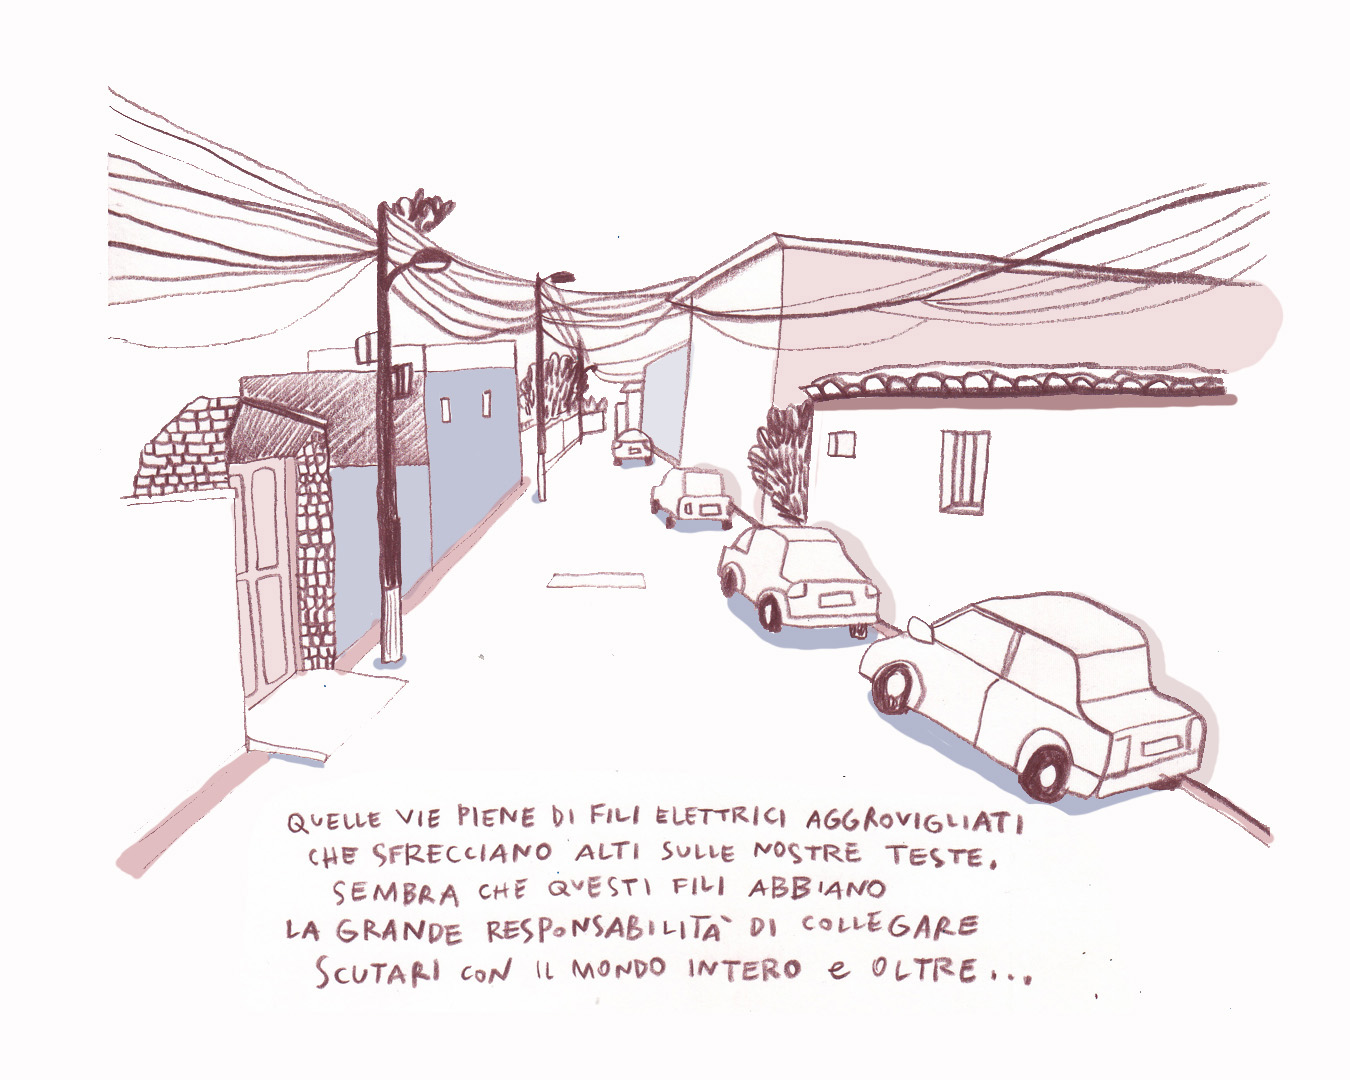 QUELLE VIE PIENE DI FILI ELETTRICI AGGROVIGLIATI
CHE SFRECCIANO ALTI SULLE NOSTRE TESTE.
SEMBRA CHE QUESTI FILI ABBIANO
LA GRANDE RESPONSABILITA` DI COLLEGARE
SCUTARI CON IL MONDO INTERO e OLTRE...